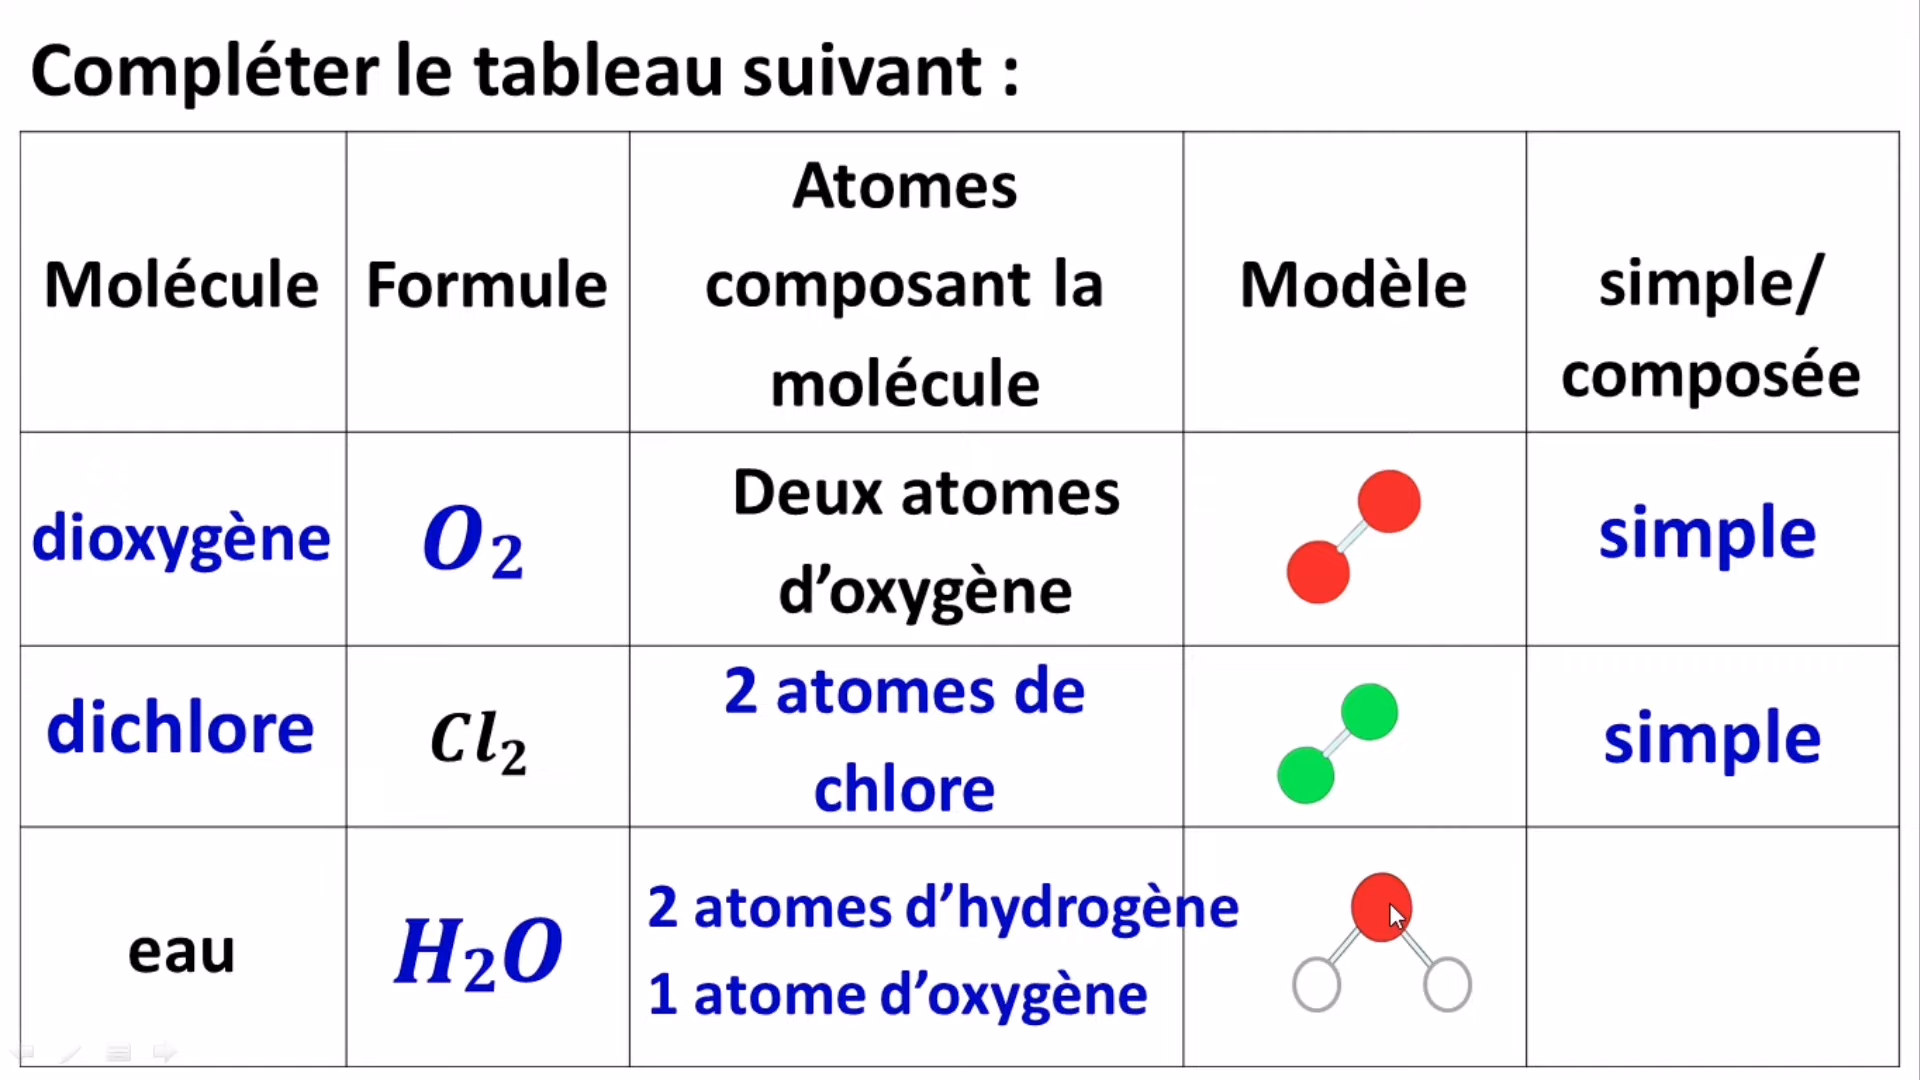 Compléter le tableau suivant :
Molécule
Formule
Atomes
composant la
molécule
Modèle
simple/
composée
dioxygène
O₂
Deux atomes
d’oxygène
simple
dichlore
Cl₂
2 atomes de
chlore
simple
eau
H₂O
2 atomes d’hydrogène
1 atome d’oxygène